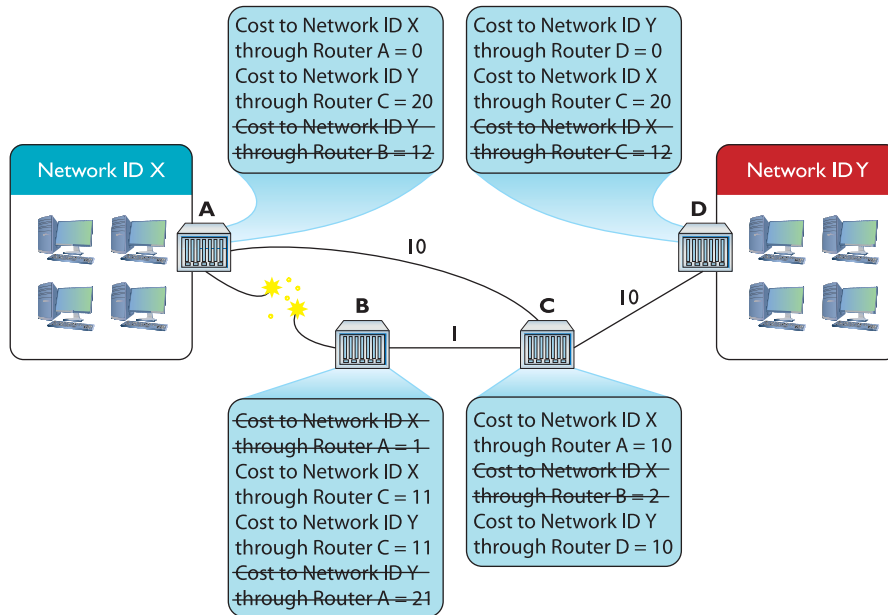 Cost to Network ID X
through Router A = 0
Cost to Network ID Y
through Router C = 20
Cost to Network ID Y
through Router B = 12
Cost to Network ID Y
through Router D = 0
Cost to Network ID X
through Router C = 20
Cost to Network ID X
through Router C = 12
Network ID X
Network ID Y
A
D
10
10
B
C
1
Cost to Network ID X
through Router A = 1
Cost to Network ID X
through Router C = 11
Cost to Network ID Y
through Router C = 11
Cost to Network ID Y
through Router A = 21
Cost to Network ID X
through Router A = 10
Cost to Network ID X
through Router B = 2
Cost to Network ID Y
through Router D = 10